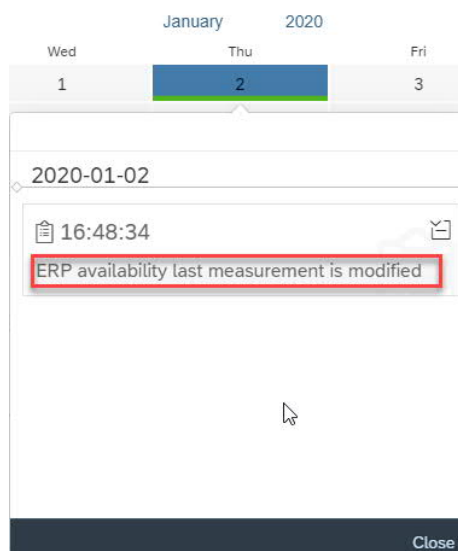 January 2020
Wed Thu Fri
1 2 3
2020-01-02
16:48:34
ERP availability last measurement is modified
Close